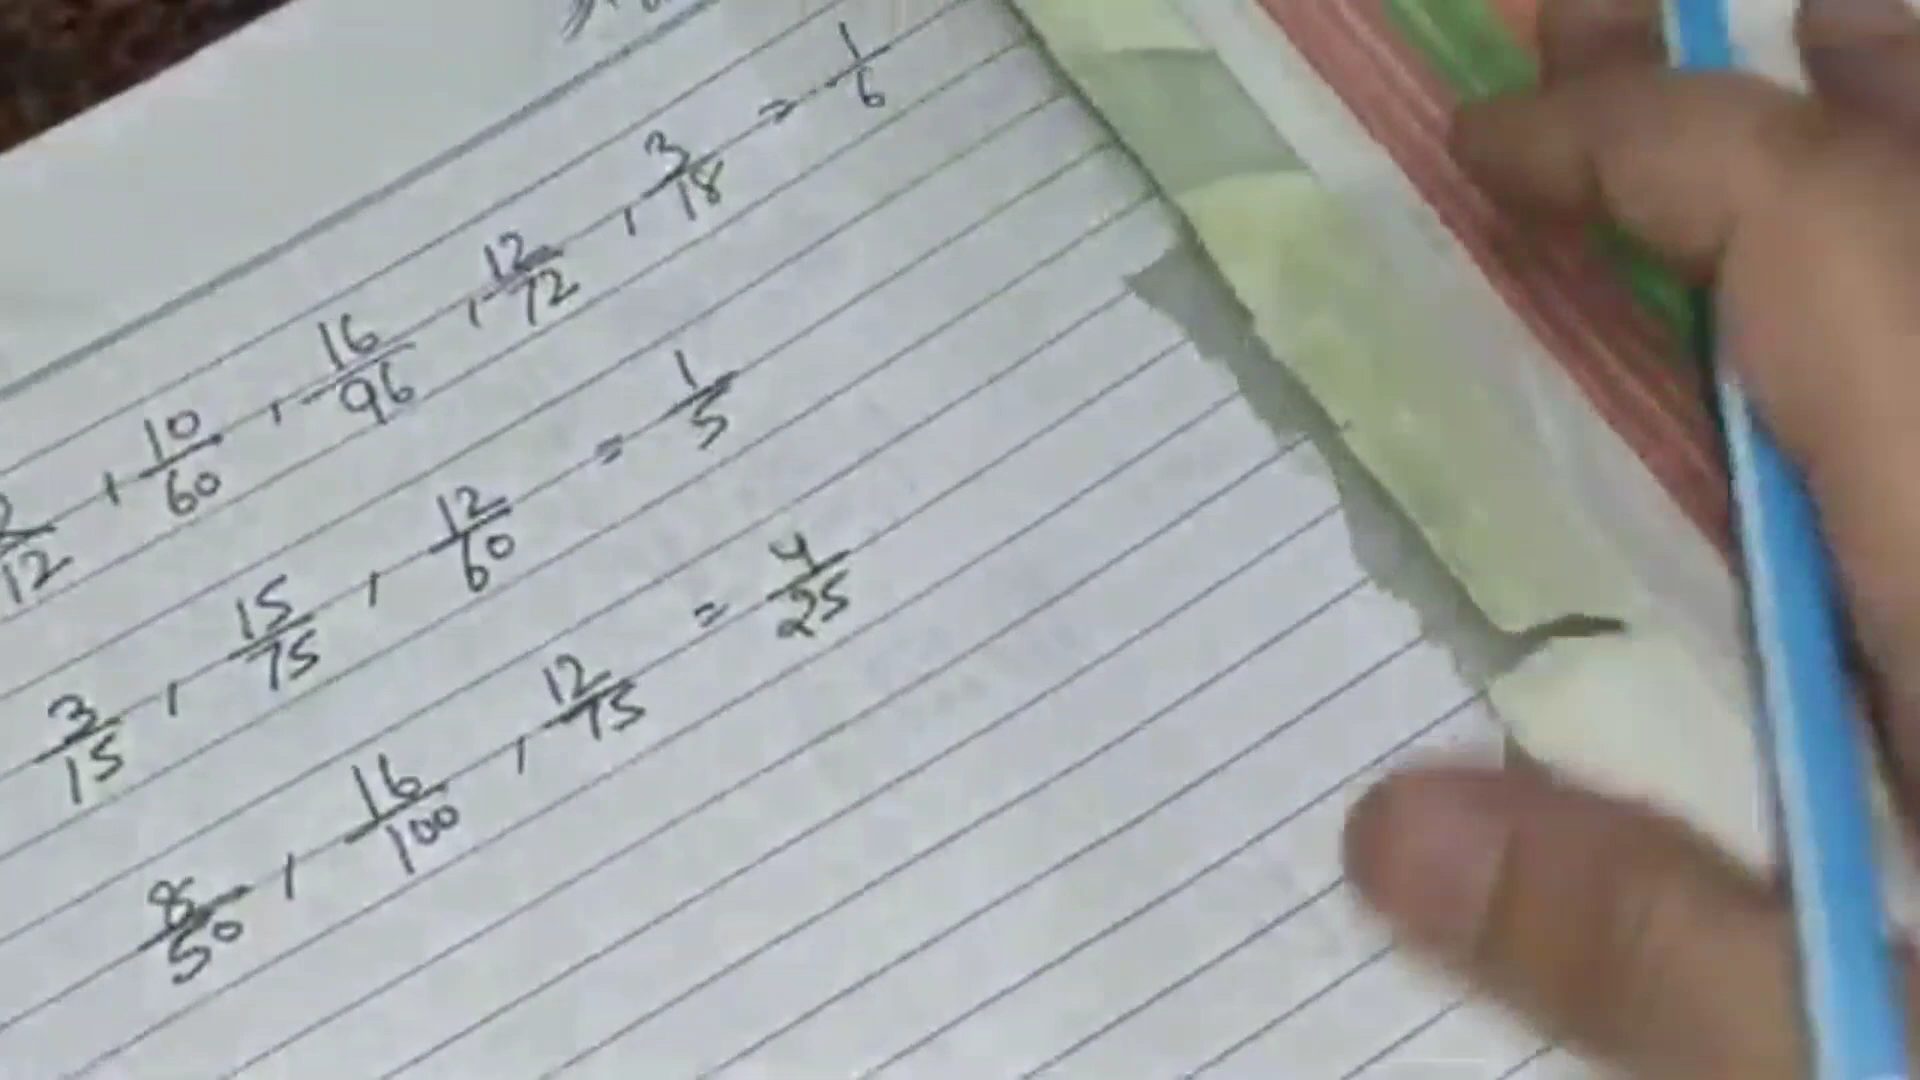 2/12 , 10/60 , 16/96 , 12/72 , 3/18 = 1/6
3/15 , 15/75 , 12/60 = 1/5
8/50 , 16/100 , 12/75 = 4/25